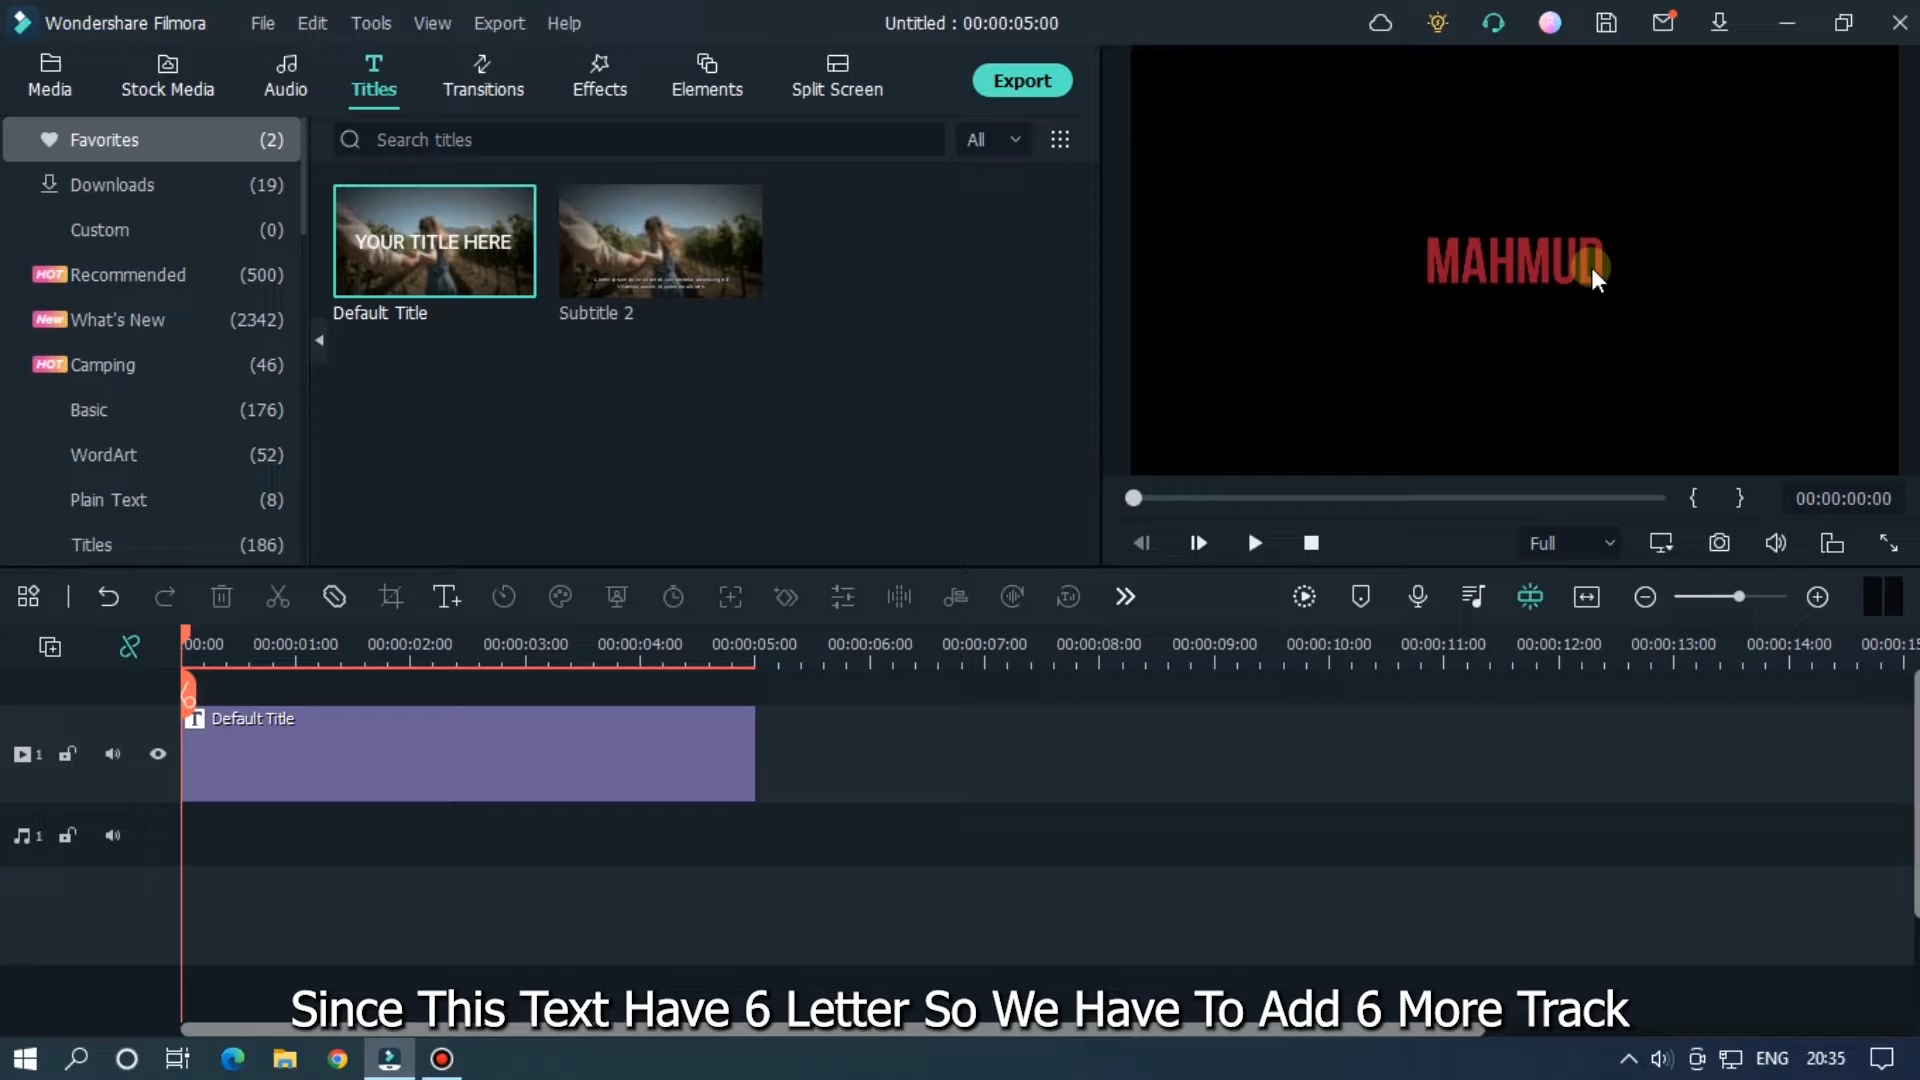 Wondershare Filmora
File Edit Tools View Export Help
Untitled : 00:00:05:00
Media Stock Media Audio Titles Transitions Effects Elements Split Screen
Export
Favorites (2)
Downloads (19)
Custom (0)
HOT Recommended (500)
New What's New (2342)
HOT Camping (46)
Basic (176)
WordArt (52)
Plain Text (8)
Titles (186)
Search titles
All
YOUR TITLE HERE
Default Title
Subtitle 2
MAHMUD
00:00:00:00
Full
00:00 00:00:01:00 00:00:02:00 00:00:03:00 00:00:04:00 00:00:05:00 00:00:06:00 00:00:07:00 00:00:08:00 00:00:09:00 00:00:10:00 00:00:11:00 00:00:12:00 00:00:13:00 00:00:14:00 00:00:15
T Default Title
1
1
Since This Text Have 6 Letter So We Have To Add 6 More Track
ENG 20:35